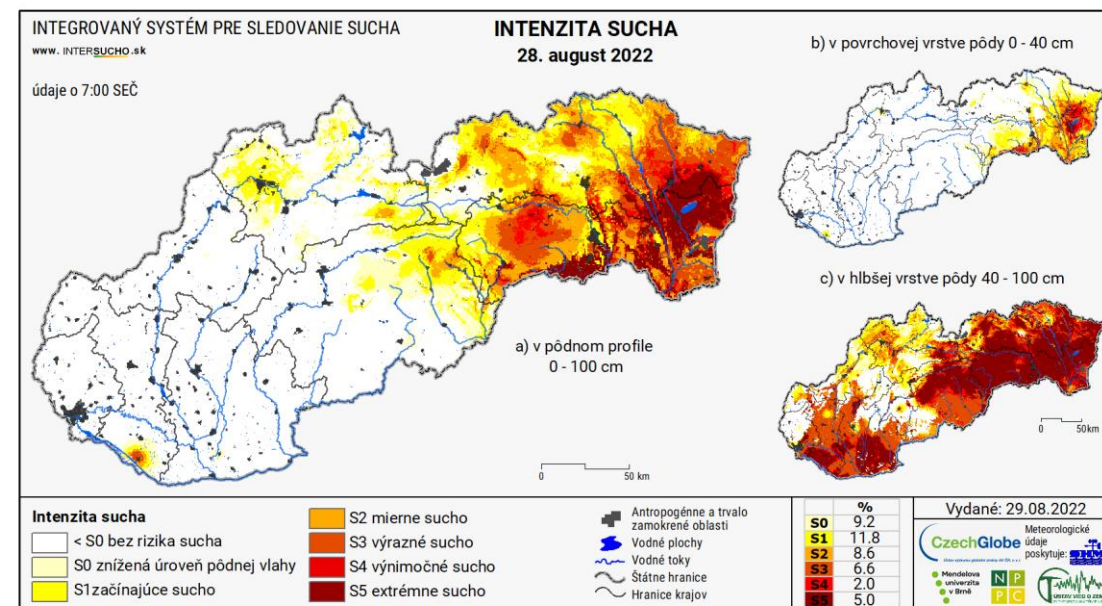 INTEGROVANÝ SYSTÉM PRE SLEDOVANIE SUCHA
www. INTERSUCHO.sk
údaje o 7:00 SEČ
INTENZITA SUCHA
28. august 2022
b) v povrchovej vrstve pôdy 0 - 40 cm
c) v hlbšej vrstve pôdy 40 - 100 cm
a) v pôdnom profile
0 - 100 cm
0 50 km
0 50km
Intenzita sucha
< S0 bez rizika sucha
S0 znížená úroveň pôdnej vlahy
S1začínajúce sucho
S2 mierne sucho
S3 výrazné sucho
S4 výnimočné sucho
S5 extrémne sucho
Antropogénne a trvalo
zamokrené oblasti
Vodné plochy
Vodné toky
Štátne hranice
Hranice krajov
%
S0 9.2
S1 11.8
S2 8.6
S3 6.6
S4 2.0
S5 5.0
Vydané: 29.08.2022
CzechGlobe
Meteorologické
údaje
poskytuje:
Mendelova
univerzita
v Brně
N P
P C